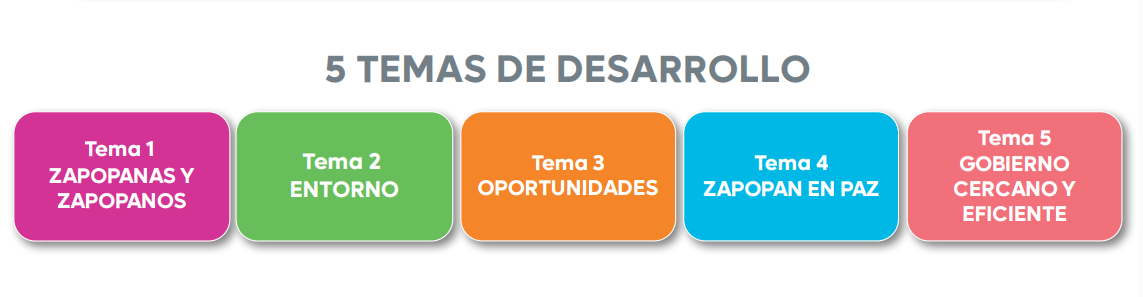 5 TEMAS DE DESARROLLO
Tema 1
ZAPOPANAS Y
ZAPOPANOS
Tema 2
ENTORNO
Tema 3
OPORTUNIDADES
Tema 4
ZAPOPAN EN PAZ
Tema 5
GOBIERNO
CERCANO Y
EFICIENTE